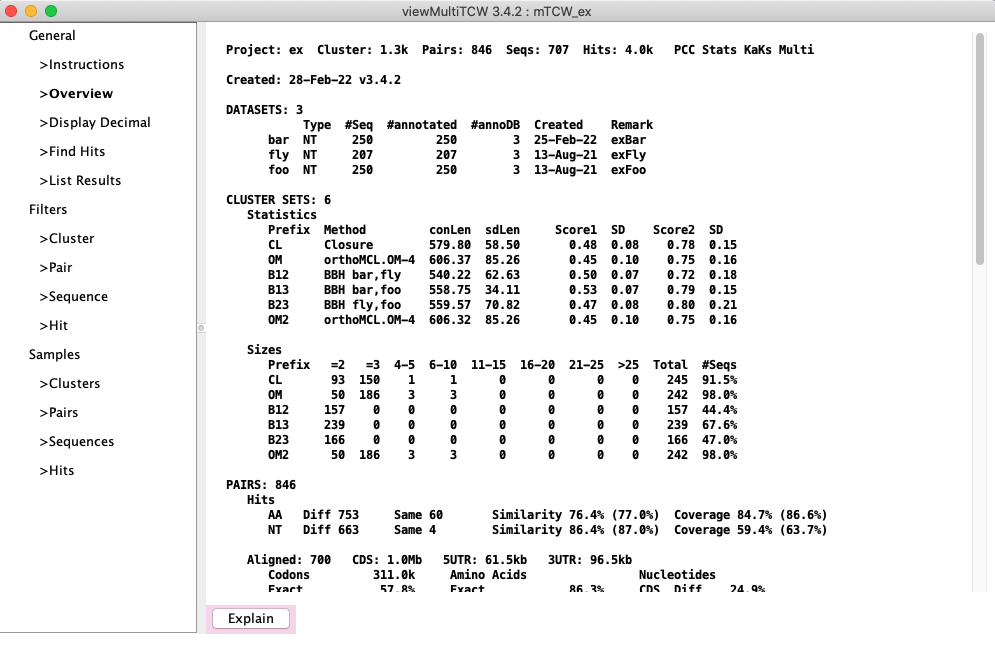 viewMultiTCW 3.4.2 : mTCW_ex
General
>Instructions
>Overview
>Display Decimal
>Find Hits
>List Results
Filters
>Cluster
>Pair
>Sequence
>Hit
Samples
>Clusters
>Pairs
>Sequences
>Hits
Project: ex  Cluster: 1.3k  Pairs: 846  Seqs: 707  Hits: 4.0k   PCC Stats KaKs Multi
Created: 28-Feb-22 v3.4.2
DATASETS: 3
Type  #Seq  #annotated  #annoDB  Created    Remark
bar  NT   250         250        3  25-Feb-22  exBar
fly  NT   207         207        3  13-Aug-21  exFly
foo  NT   250         250        3  13-Aug-21  exFoo
CLUSTER SETS: 6
Statistics
Prefix  Method         conLen  sdLen     Score1  SD    Score2  SD
CL      Closure        579.80  58.50       0.48  0.08    0.78  0.15
OM      orthoMCL.OM-4  606.37  85.26       0.45  0.10    0.75  0.16
B12     BBH bar,fly    540.22  62.63       0.50  0.07    0.72  0.18
B13     BBH bar,foo    558.75  34.11       0.53  0.07    0.79  0.15
B23     BBH fly,foo    559.57  70.82       0.47  0.08    0.80  0.21
OM2     orthoMCL.OM-4  606.32  85.26       0.45  0.10    0.75  0.16
Sizes
Prefix   =2   =3  4-5  6-10  11-15  16-20  21-25  >25  Total  #Seqs
CL       93  150    1     1      0      0      0    0    245  91.5%
OM       50  186    3     3      0      0      0    0    242  98.0%
B12     157    0    0     0      0      0      0    0    157  44.4%
B13     239    0    0     0      0      0      0    0    239  67.6%
B23     166    0    0     0      0      0      0    0    166  47.0%
OM2      50  186    3     3      0      0      0    0    242  98.0%
PAIRS: 846
Hits
AA   Diff 753     Same 60       Similarity 76.4% (77.0%)  Coverage 84.7% (86.6%)
NT   Diff 663     Same 4        Similarity 86.4% (87.0%)  Coverage 59.4% (63.7%)
Aligned: 700   CDS: 1.0Mb   5UTR: 61.5kb   3UTR: 96.5kb
Codons         311.0k     Amino Acids                Nucleotides
Exact           57.8%     Exact            86.3%     CDS  Diff    24.9%
Explain